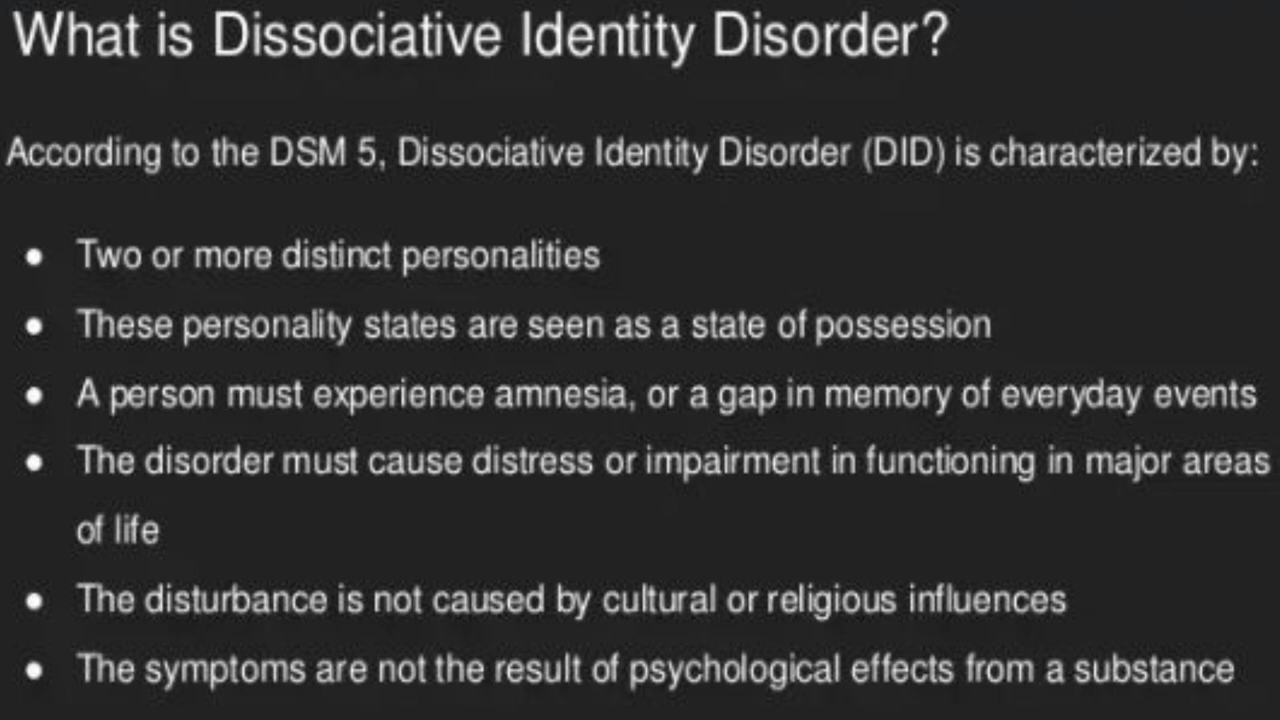 What is Dissociative Identity Disorder?
According to the DSM 5, Dissociative Identity Disorder (DID) is characterized by:
● Two or more distinct personalities
● These personality states are seen as a state of possession
● A person must experience amnesia, or a gap in memory of everyday events
● The disorder must cause distress or impairment in functioning in major areas
of life
● The disturbance is not caused by cultural or religious influences
● The symptoms are not the result of psychological effects from a substance